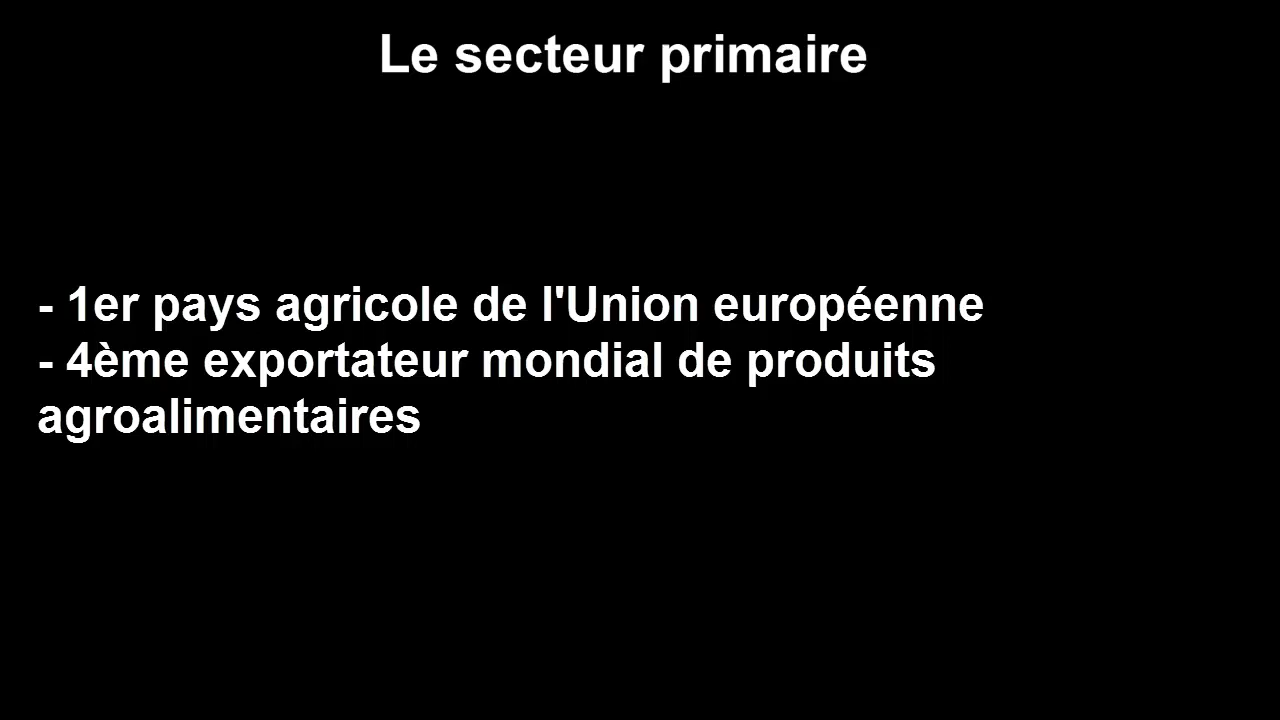 Le secteur primaire
- 1er pays agricole de l'Union européenne
- 4ème exportateur mondial de produits
agroalimentaires